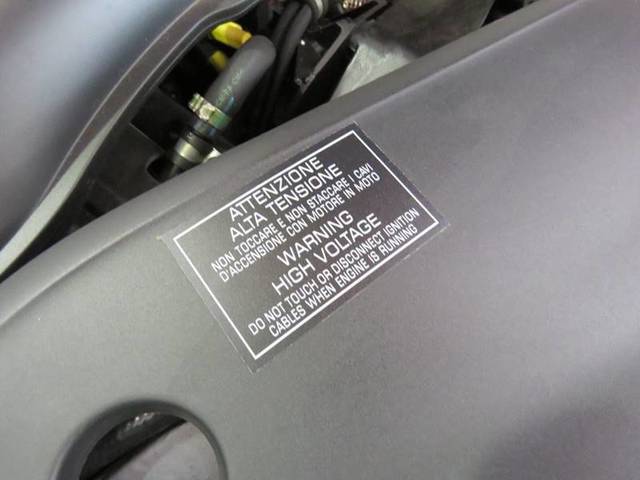 ATTENZIONE
ALTA TENSIONE
NON TOCCARE E NON STACCARE I CAVI
D'ACCENSIONE CON MOTORE IN MOTO
WARNING
HIGH VOLTAGE
DO NOT TOUCH OR DISCONNECT IGNITION
CABLES WHEN ENGINE IS RUNNING